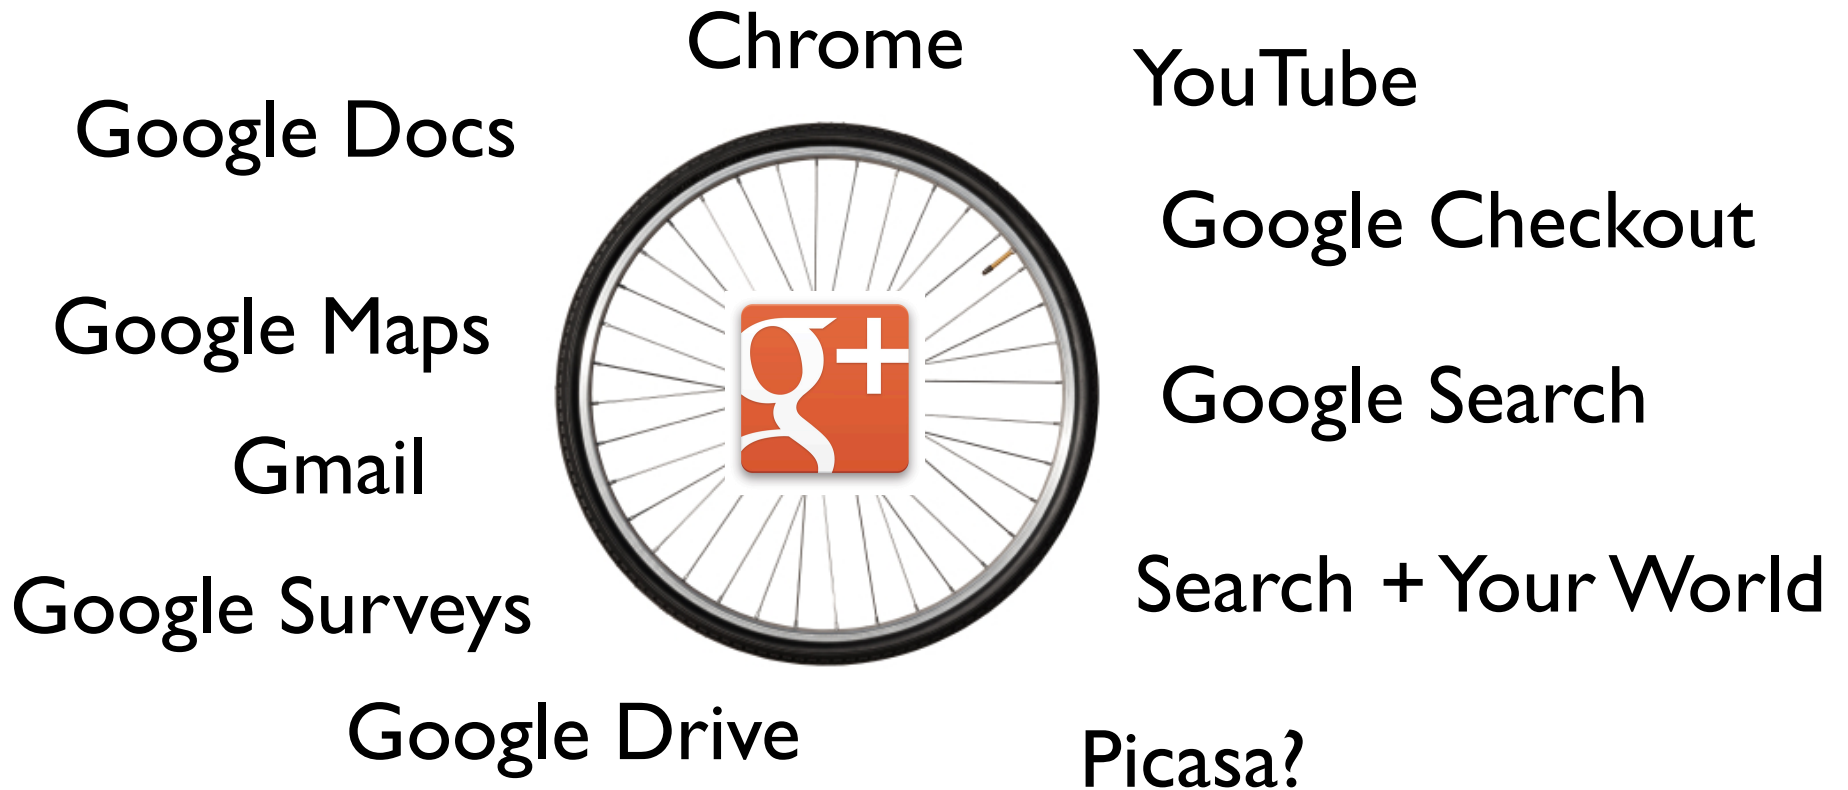 Chrome
YouTube
Google Docs
Google Checkout
Google Maps
g+
Google Search
Gmail
Search + Your World
Google Surveys
Google Drive
Picasa?